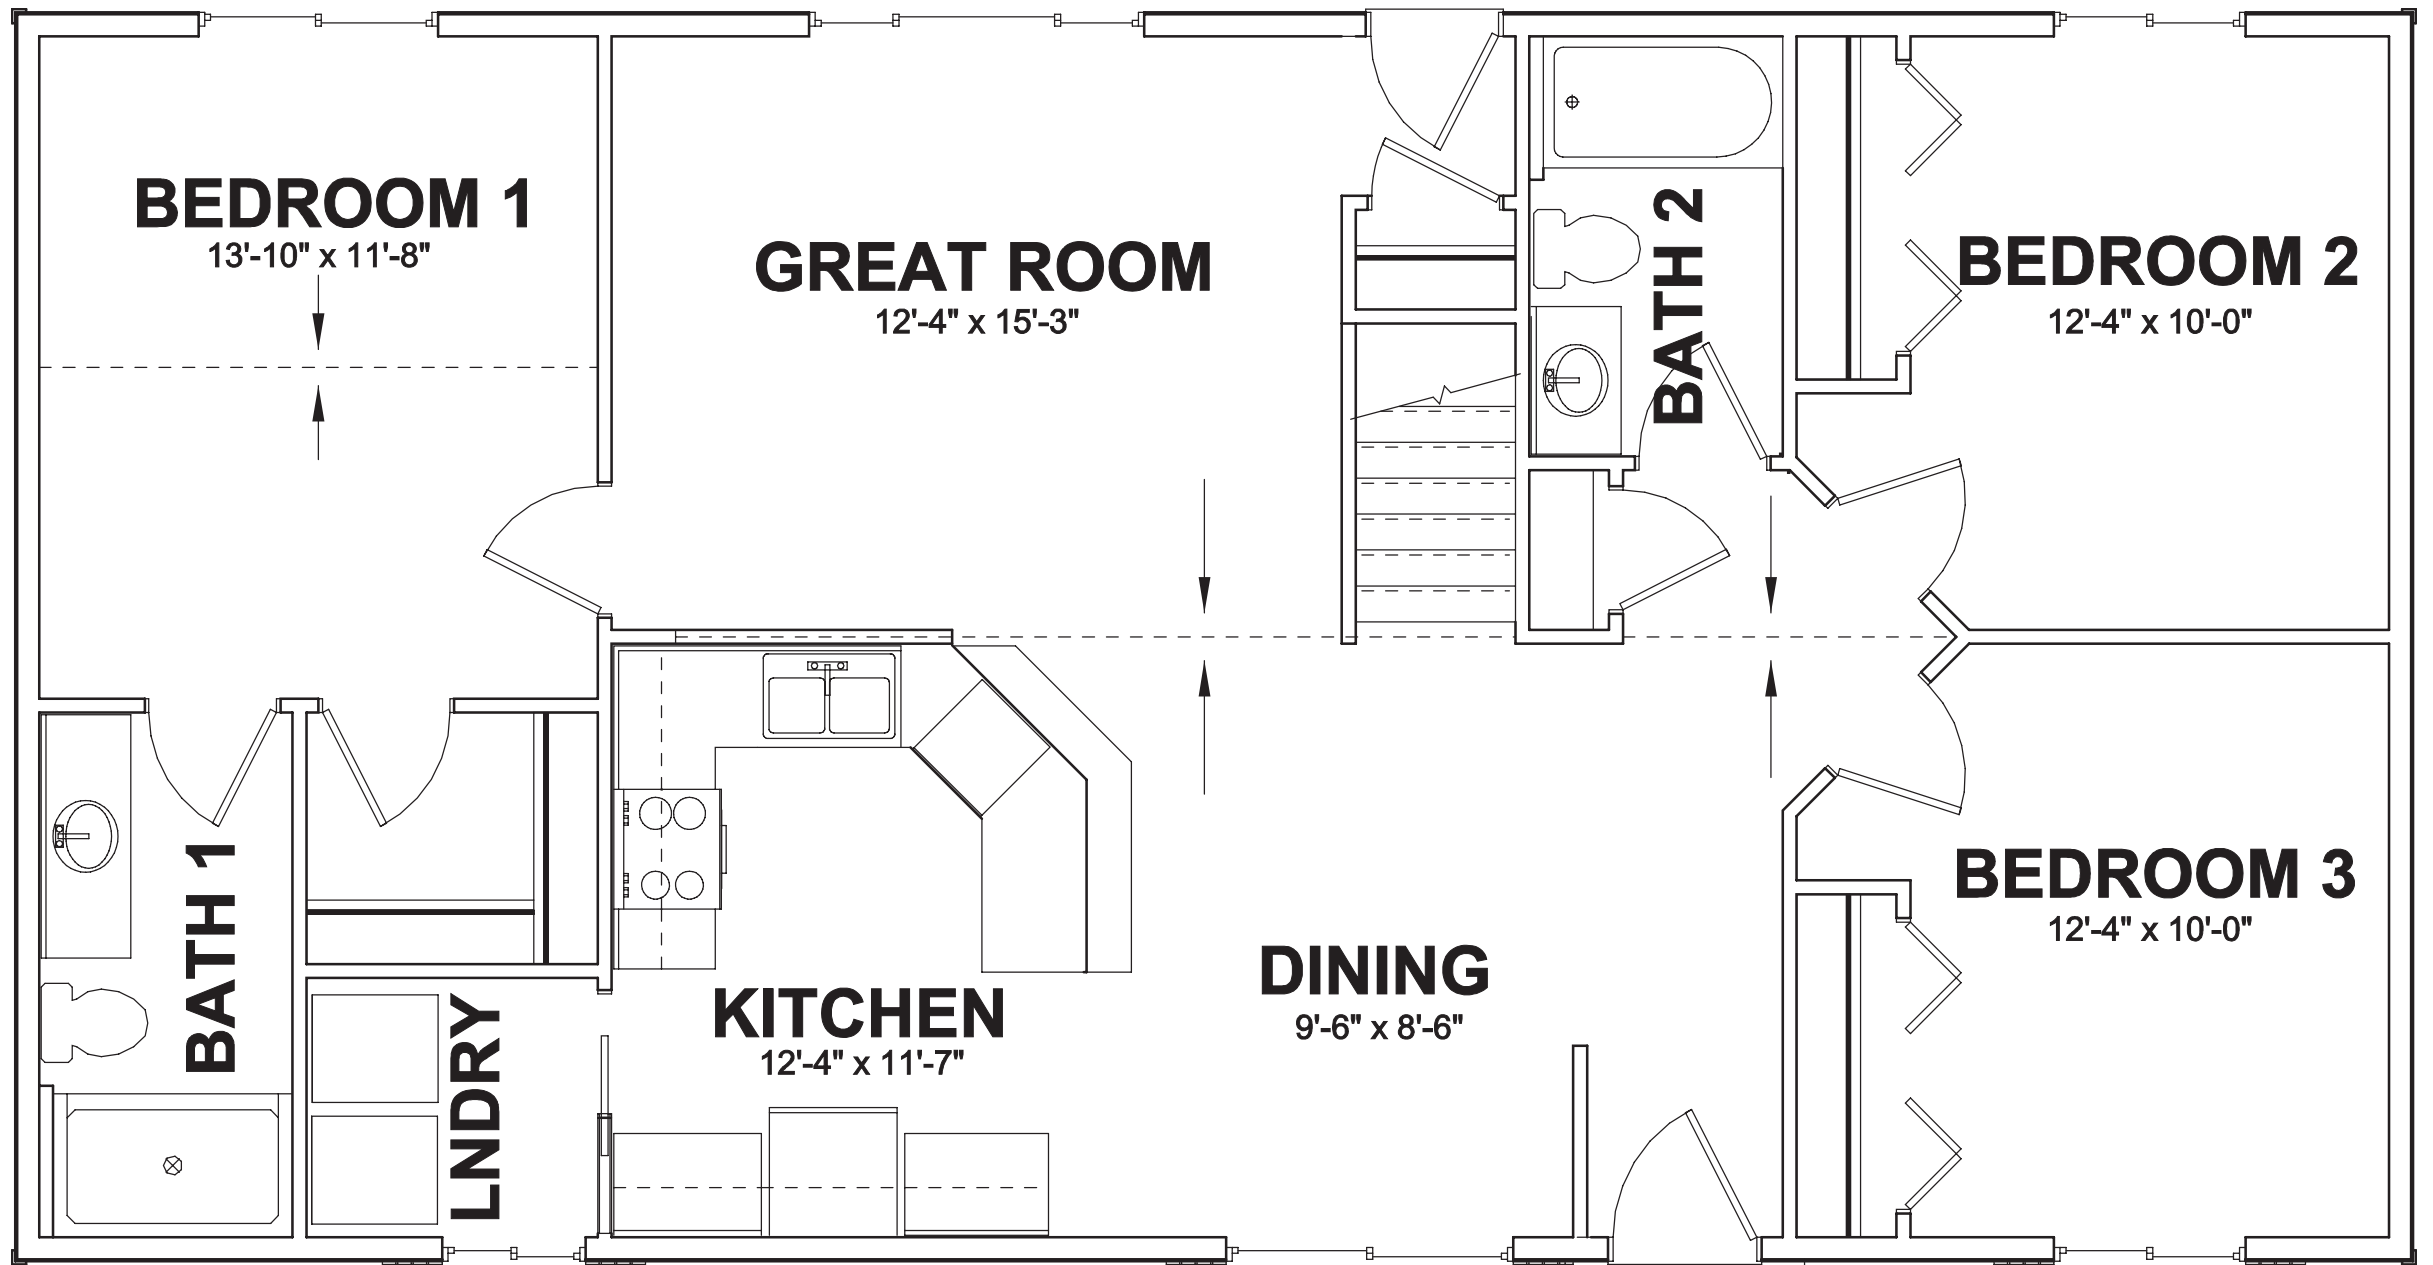 BEDROOM 1
13'-10" x 11'-8"
GREAT ROOM
12'-4" x 15'-3"
BATH 2
BEDROOM 2
12'-4" x 10'-0"
BATH 1
LNDRY
KITCHEN
12'-4" x 11'-7"
DINING
9'-6" x 8'-6"
BEDROOM 3
12'-4" x 10'-0"